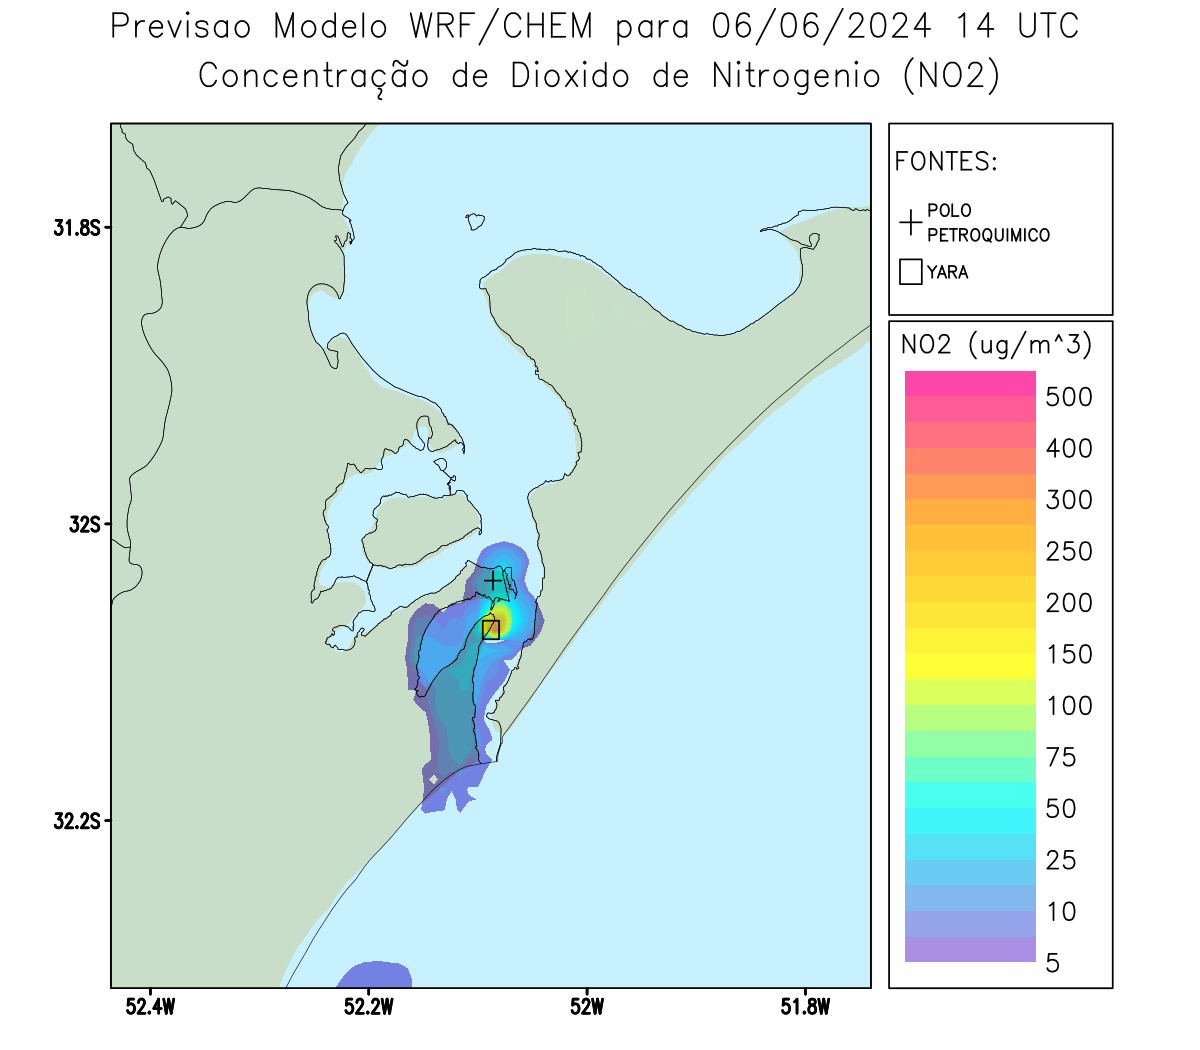 Previsao Modelo WRF/CHEM para 06/06/2024 14 UTC
Concentração de Dioxido de Nitrogenio (NO2)
FONTES:
POLO
PETROQUIMICO
YARA
31.8S
32S
32.2S
52.4W
52.2W
52W
51.8W
NO2 (ug/m^3)
500
400
300
250
200
150
100
75
50
25
10
5